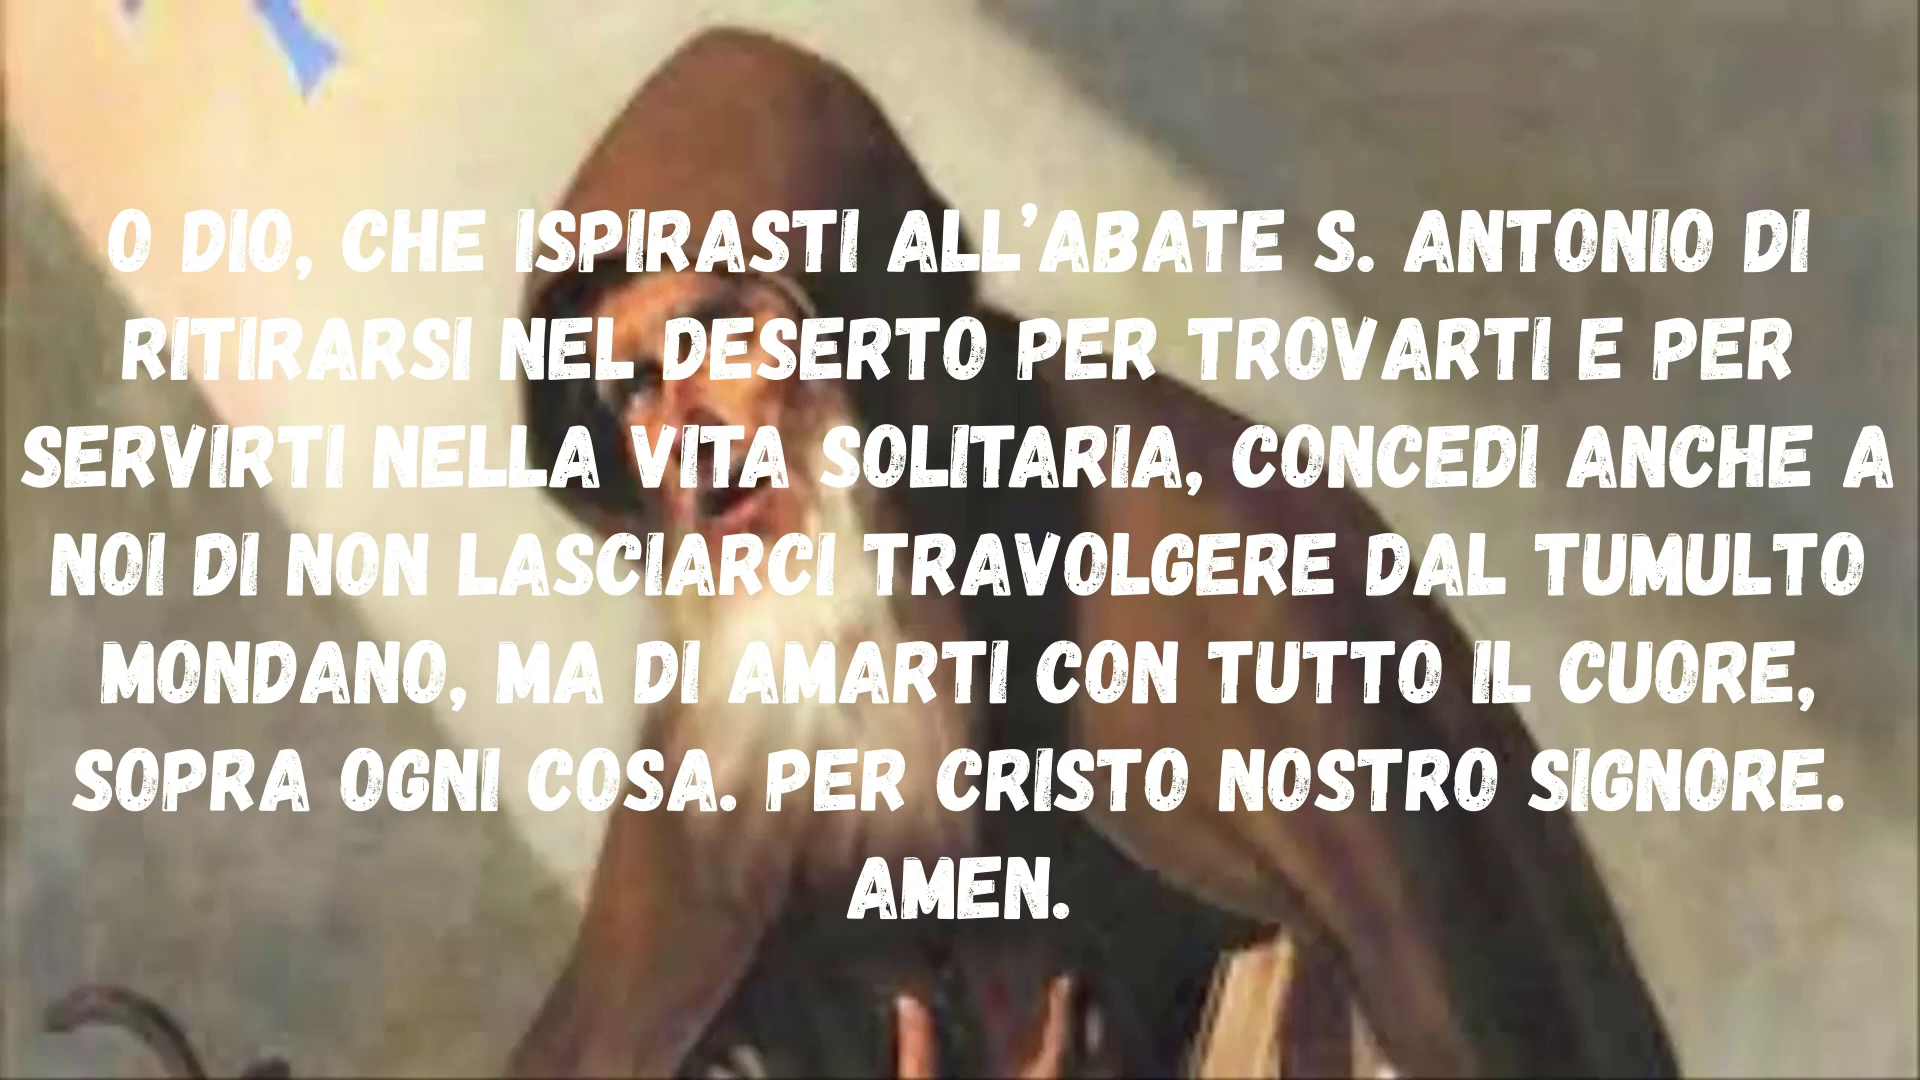 O DIO, CHE ISPIRASTI ALL’ABATE S. ANTONIO DI
RITIRARSI NEL DESERTO PER TROVARTI E PER
SERVIRTI NELLA VITA SOLITARIA, CONCEDI ANCHE A
NOI DI NON LASCIARCI TRAVOLGERE DAL TUMULTO
MONDANO, MA DI AMARTI CON TUTTO IL CUORE,
SOPRA OGNI COSA. PER CRISTO NOSTRO SIGNORE.
AMEN.